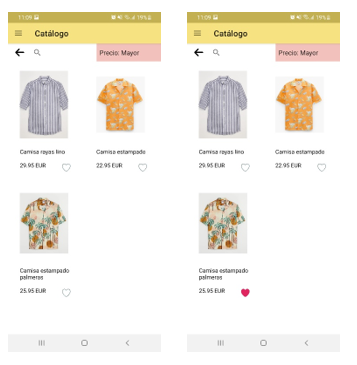 11:09
79%
Catálogo
Precio: Mayor
Camisa rayas lino
Camisa estampado
29.95 EUR
22.95 EUR
Camisa estampado
palmeras
25.95 EUR
11:09
79%
Catálogo
Precio: Mayor
Camisa rayas lino
Camisa estampado
29.95 EUR
22.95 EUR
Camisa estampado
palmeras
25.95 EUR